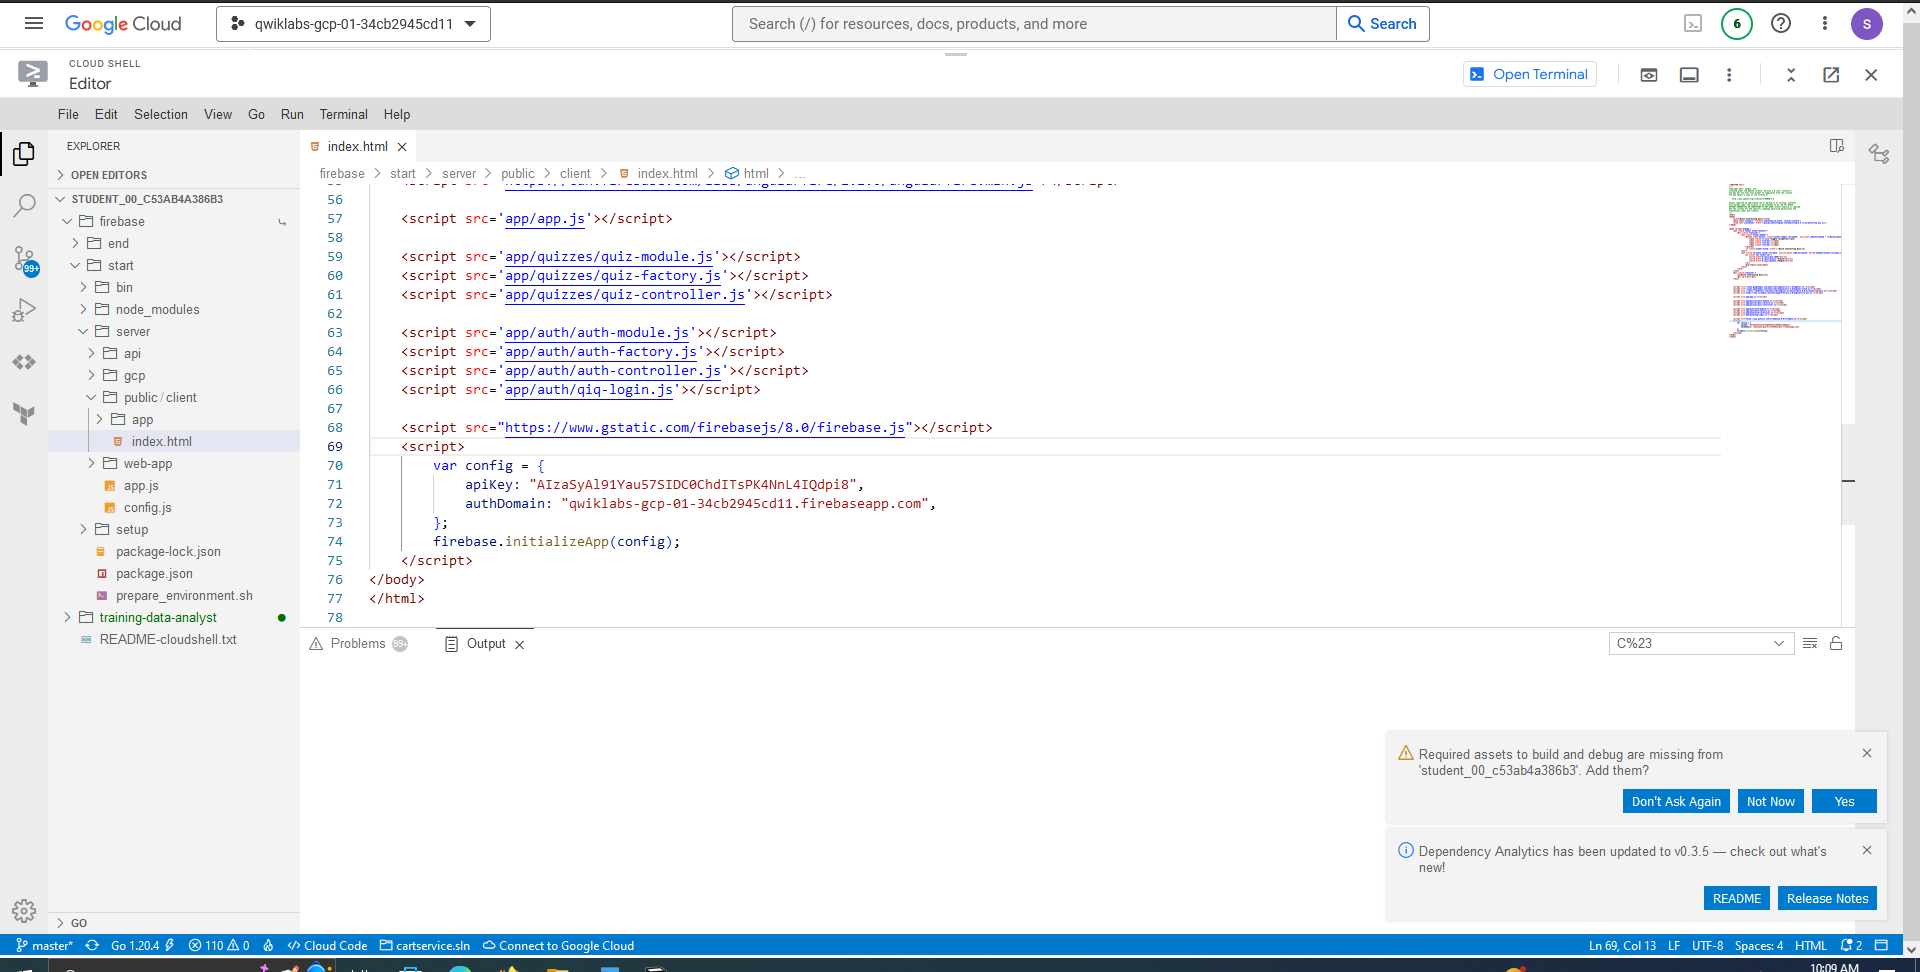 Google Cloud
qwiklabs-gcp-01-34cb2945cd11
Search (/) for resources, docs, products, and more
Search
6
S
CLOUD SHELL
Editor
Open Terminal
File Edit Selection View Go Run Terminal Help
EXPLORER
OPEN EDITORS
STUDENT_00_C53AB4A386B3
firebase
end
start
bin
node_modules
server
api
gcp
public / client
app
index.html
web-app
app.js
config.js
setup
package-lock.json
package.json
prepare_environment.sh
training-data-analyst
README-cloudshell.txt
GO
99+
index.html
firebase > start > server > public > client > index.html > html > ...
56
57 <script src='app/app.js'></script>
58
59 <script src='app/quizzes/quiz-module.js'></script>
60 <script src='app/quizzes/quiz-factory.js'></script>
61 <script src='app/quizzes/quiz-controller.js'></script>
62
63 <script src='app/auth/auth-module.js'></script>
64 <script src='app/auth/auth-factory.js'></script>
65 <script src='app/auth/auth-controller.js'></script>
66 <script src='app/auth/qiq-login.js'></script>
67
68 <script src="https://www.gstatic.com/firebasejs/8.0/firebase.js"></script>
69 <script>
70 var config = {
71 apiKey: "AIzaSyAl91Yau57SIDC0ChdITsPK4NnL4IQdpi8",
72 authDomain: "qwiklabs-gcp-01-34cb2945cd11.firebaseapp.com",
73 };
74 firebase.initializeApp(config);
75 </script>
76 </body>
77 </html>
78
Problems 99+ Output
C%23
Required assets to build and debug are missing from
'student_00_c53ab4a386b3'. Add them?
Don't Ask Again Not Now Yes
Dependency Analytics has been updated to v0.3.5 — check out what's
new!
README Release Notes
master* Go 1.20.4 110 0 Cloud Code cartservice.sln Connect to Google Cloud
Ln 69, Col 13 LF UTF-8 Spaces: 4 HTML 2
10:09 AM